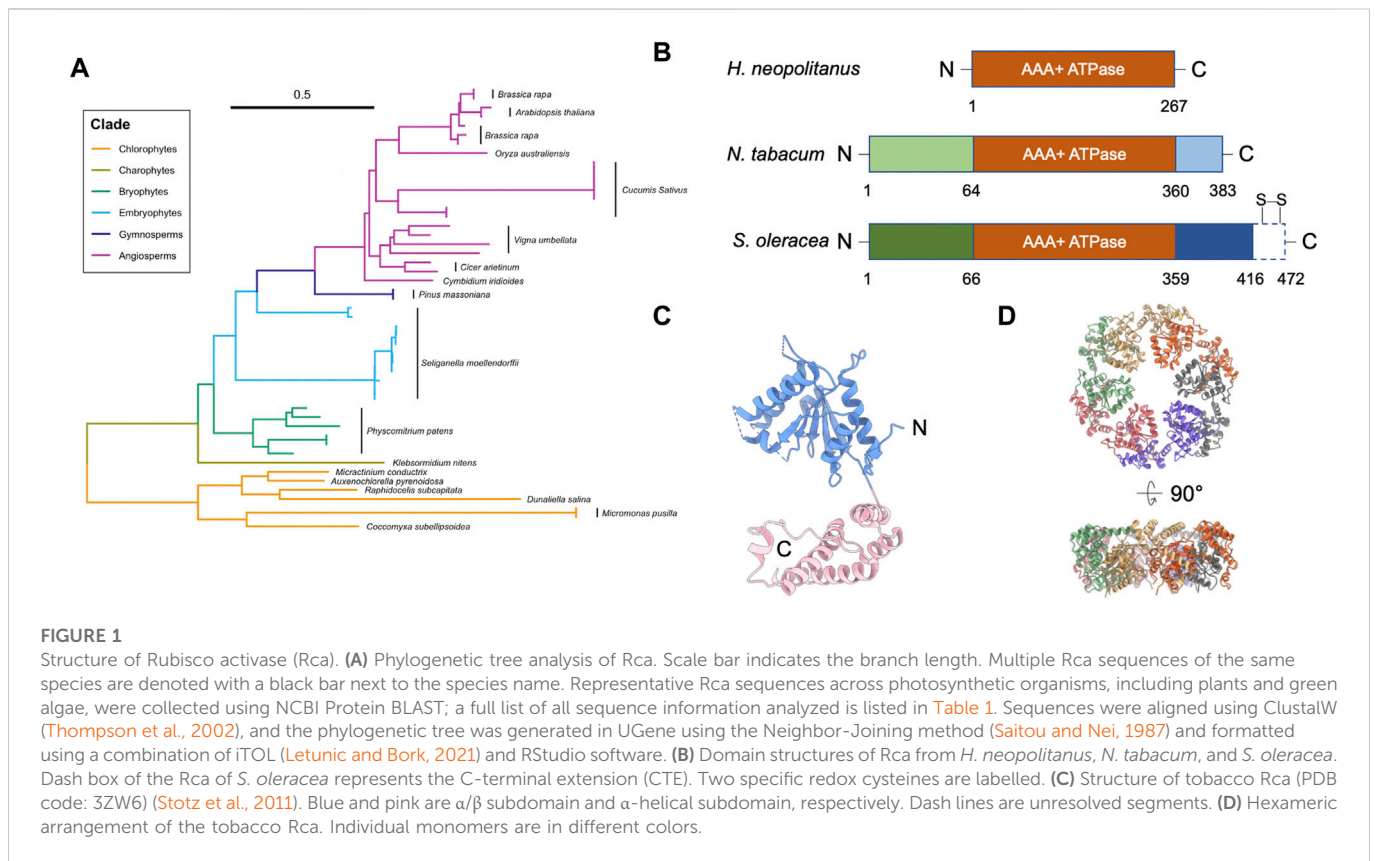 A
0.5
Clade
Chlorophytes
Charophytes
Bryophytes
Embryophytes
Gymnosperms
Angiosperms
Brassica rapa
Arabidopsis thaliana
Brassica rapa
Oryza australiensis
Cucumis Sativus
Vigna umbellata
Cicer arietinum
Cymbidium iridioides
Pinus massoniana
Seliganella moellendorffii
Physcomitrium patens
Klebsormidium nitens
Micractinium conductrix
Auxenochlorella pyrenoidosa
Raphidocelis subcapitata
Dunaliella salina
Micromonas pusilla
Coccomyxa subellipsoidea
B
H. neopolitanus N AAA+ ATPase C
1 267
N. tabacum N AAA+ ATPase C
1 64 360 383
S S
S. oleracea N AAA+ ATPase C
1 66 359 416 472
C
N
C
D
90°
FIGURE 1
Structure of Rubisco activase (Rca). (A) Phylogenetic tree analysis of Rca. Scale bar indicates the branch length. Multiple Rca sequences of the same
species are denoted with a black bar next to the species name. Representative Rca sequences across photosynthetic organisms, including plants and green
algae, were collected using NCBI Protein BLAST; a full list of all sequence information analyzed is listed in Table 1. Sequences were aligned using ClustalW
(Thompson et al., 2002), and the phylogenetic tree was generated in UGene using the Neighbor-Joining method (Saitou and Nei, 1987) and formatted
using a combination of iTOL (Letunic and Bork, 2021) and RStudio software. (B) Domain structures of Rca from H. neopolitanus, N. tabacum, and S. oleracea.
Dash box of the Rca of S. oleracea represents the C-terminal extension (CTE). Two specific redox cysteines are labelled. (C) Structure of tobacco Rca (PDB
code: 3ZW6) (Stotz et al., 2011). Blue and pink are α/β subdomain and α-helical subdomain, respectively. Dash lines are unresolved segments. (D) Hexameric
arrangement of the tobacco Rca. Individual monomers are in different colors.